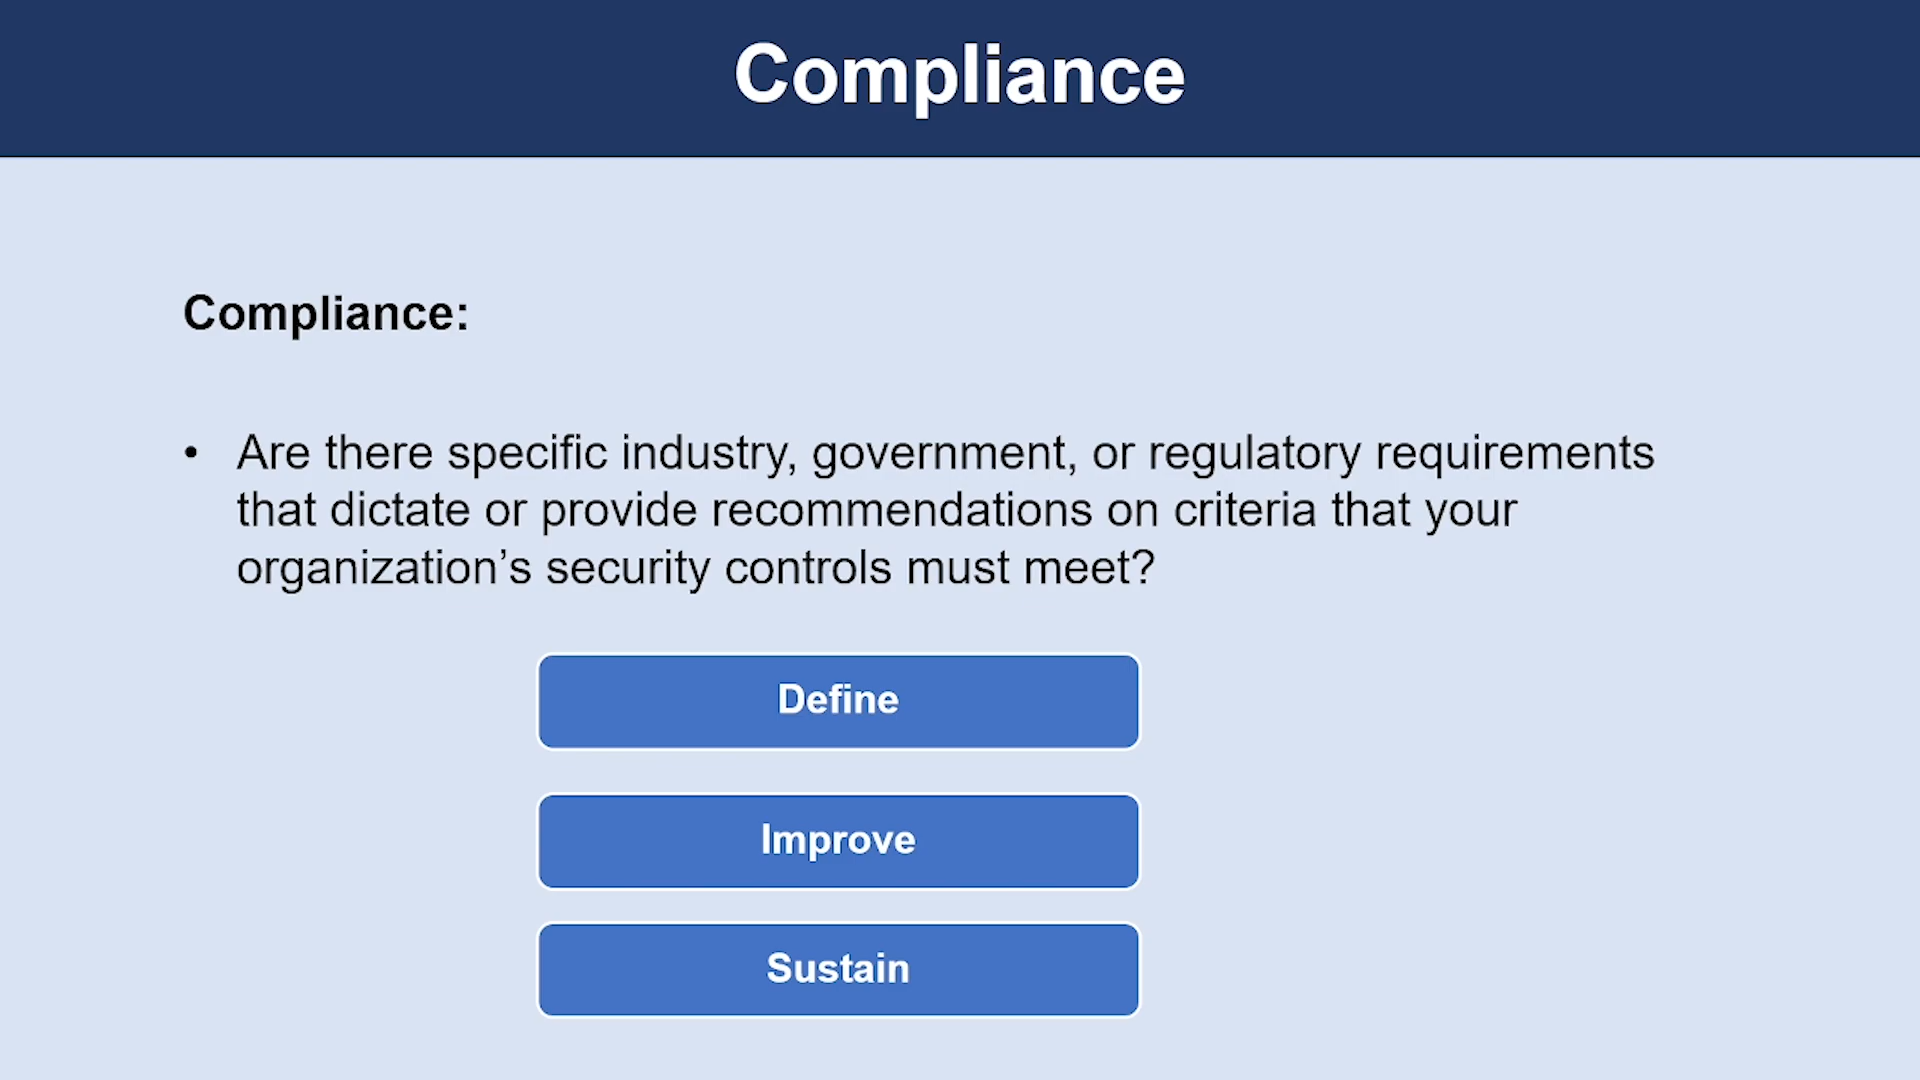 Compliance
Compliance:
• Are there specific industry, government, or regulatory requirements
that dictate or provide recommendations on criteria that your
organization’s security controls must meet?
Define
Improve
Sustain